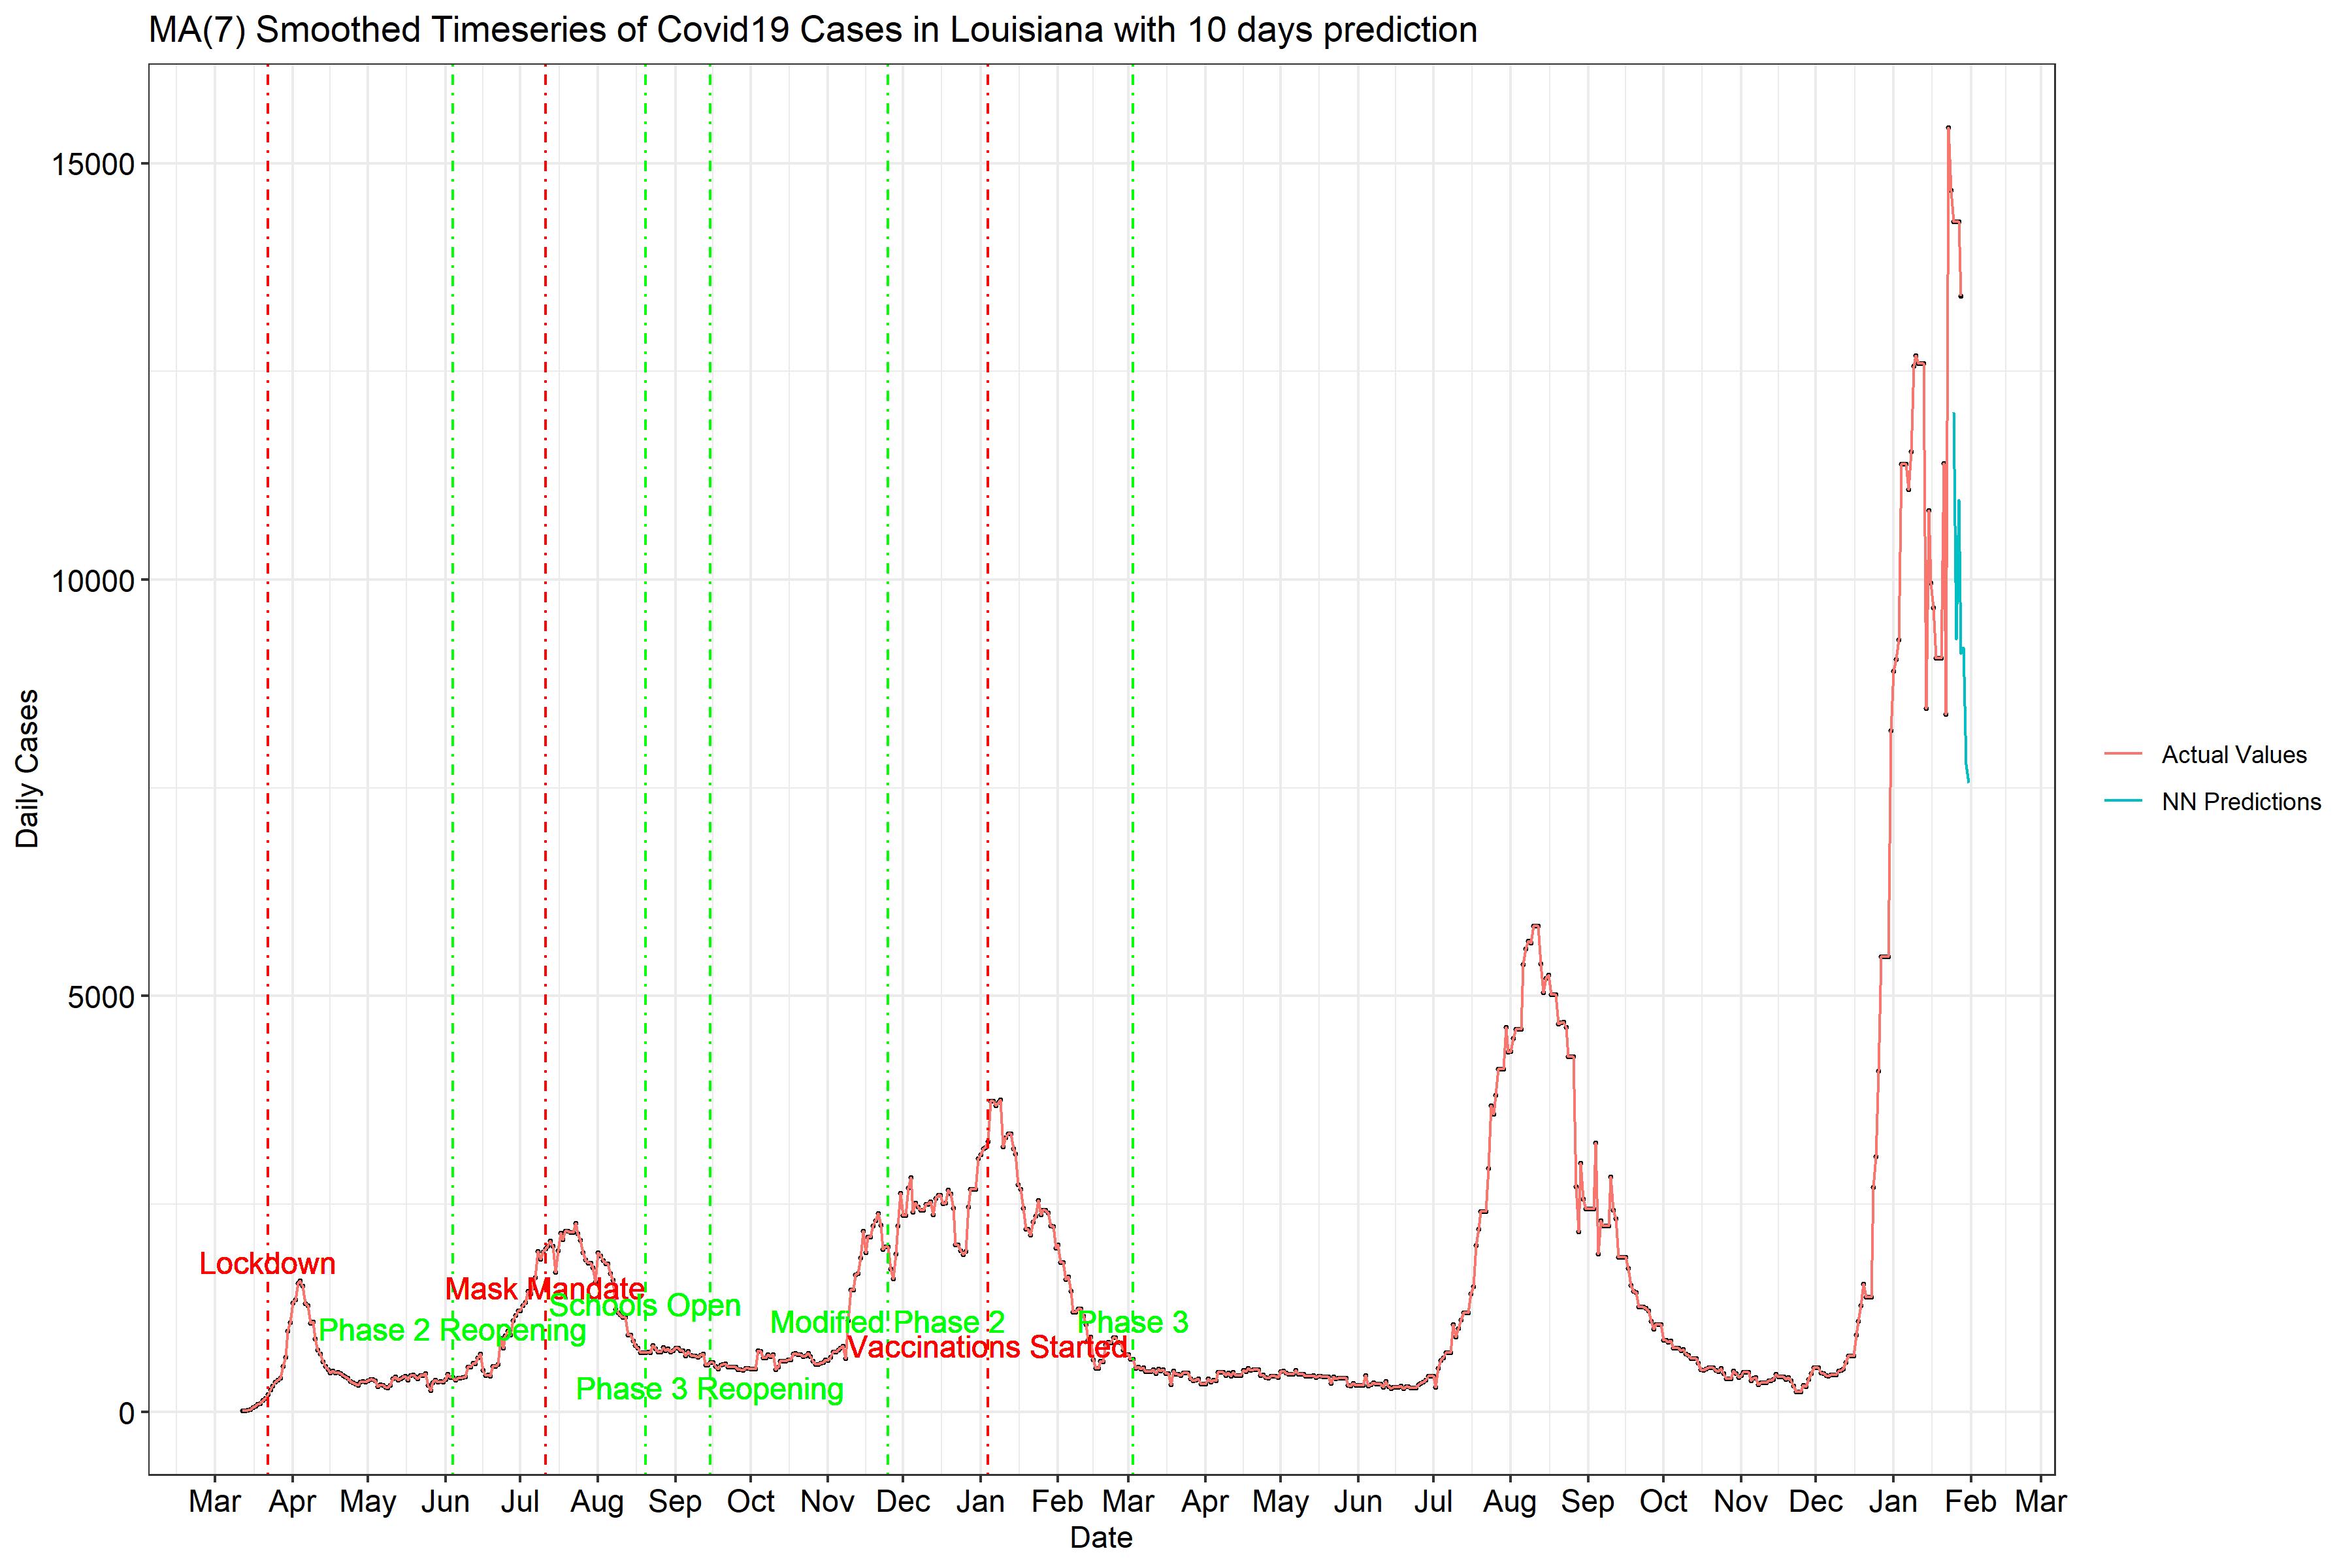 MA(7) Smoothed Timeseries of Covid19 Cases in Louisiana with 10 days prediction
15000
10000
5000
0
Daily Cases
Lockdown
Mask Mandate
Schools Open
Phase 2 Reopening
Modified Phase 2
Phase 3
Vaccinations Started
Phase 3 Reopening
Actual Values
NN Predictions
Mar Apr May Jun Jul Aug Sep Oct Nov Dec Jan Feb Mar Apr May Jun Jul Aug Sep Oct Nov Dec Jan Feb Mar
Date